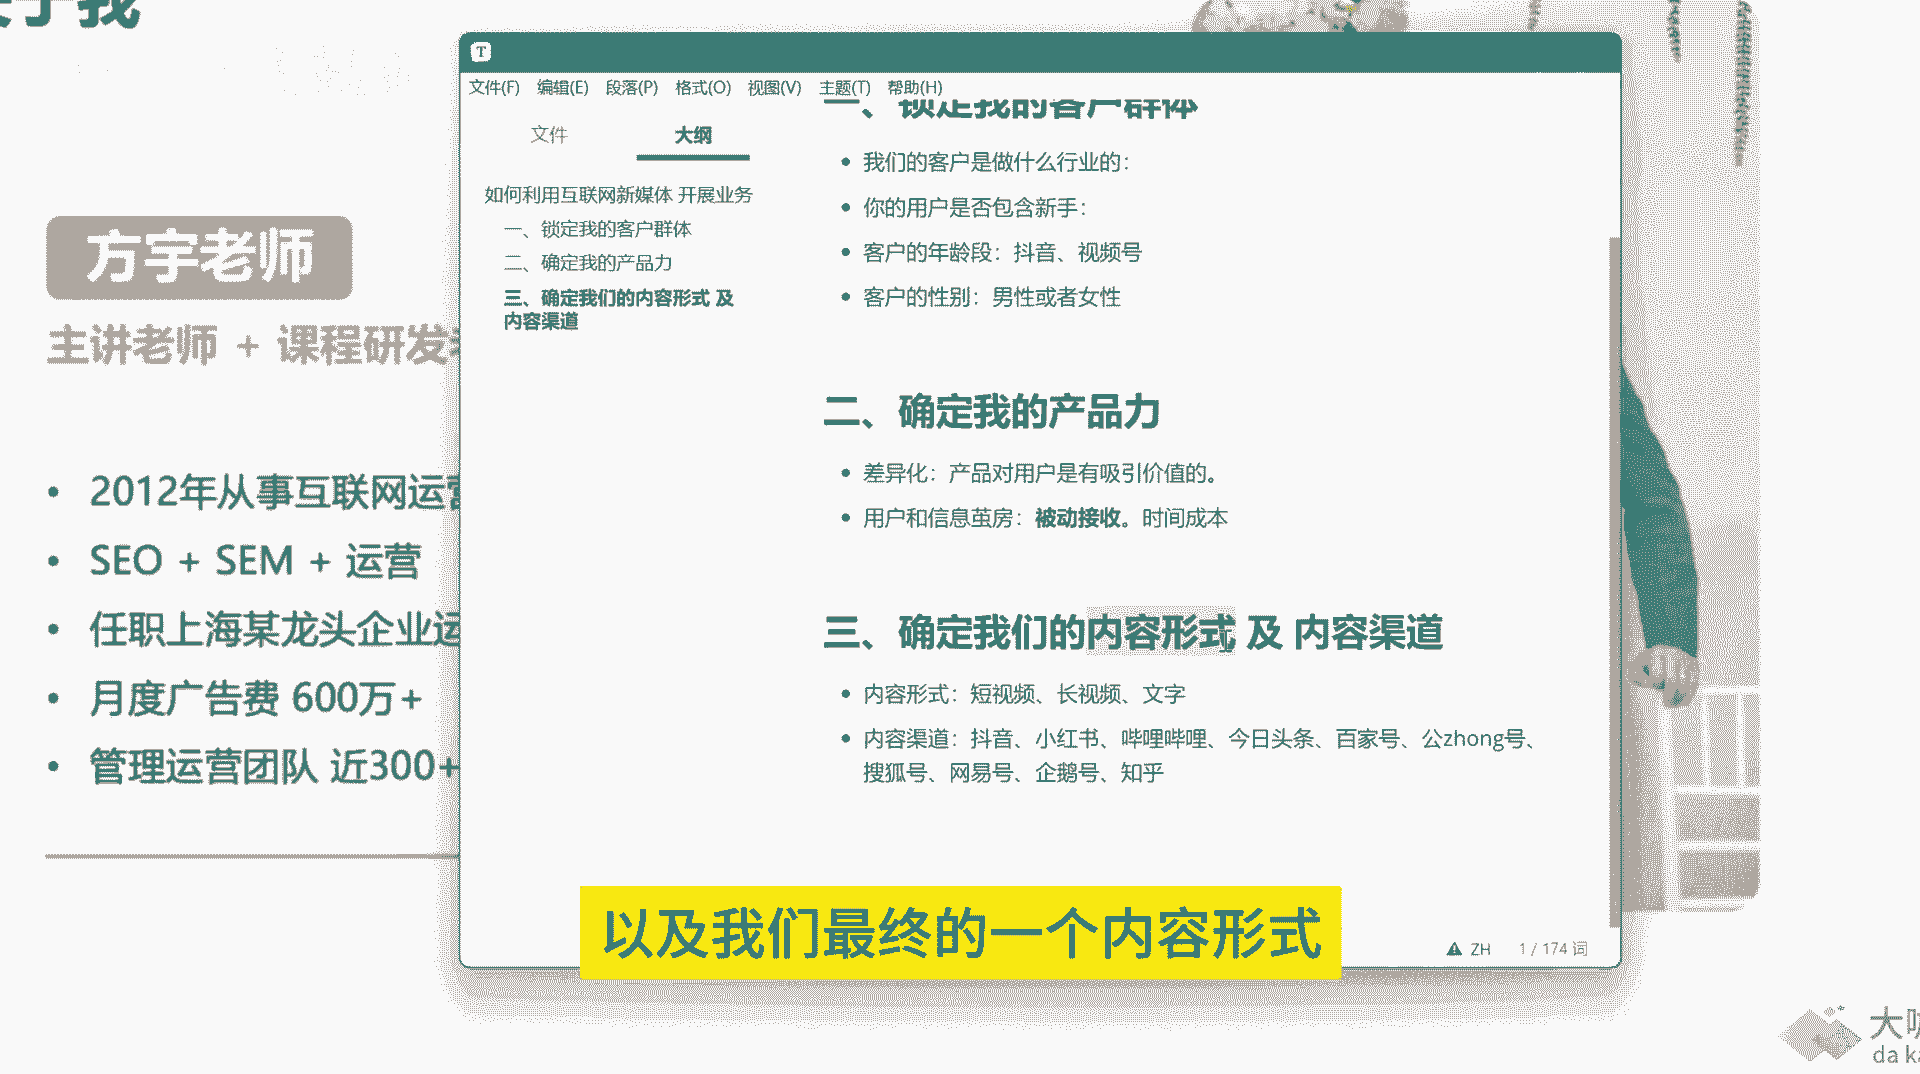 于我
方宇老师
主讲老师 + 课程研发
• 2012年从事互联网运营
• SEO + SEM + 运营
• 任职上海某龙头企业运
• 月度广告费 600万+
• 管理运营团队 近300+
T
文件(F) 编辑(E) 段落(P) 格式(O) 视图(V) 主题(T) 帮助(H)
文件 大纲
如何利用互联网新媒体 开展业务
一、锁定我的客户群体
二、确定我的产品力
三、确定我们的内容形式 及
内容渠道
一、锁定我的客户群体
• 我们的客户是做什么行业的：
• 你的用户是否包含新手：
• 客户的年龄段：抖音、视频号
• 客户的性别：男性或者女性
二、确定我的产品力
• 差异化：产品对用户是有吸引价值的。
• 用户和信息茧房：被动接收。时间成本
三、确定我们的内容形式 及 内容渠道
• 内容形式：短视频、长视频、文字
• 内容渠道：抖音、小红书、哔哩哔哩、今日头条、百家号、公zhong号、
搜狐号、网易号、企鹅号、知乎
ZH 1 / 174 词
以及我们最终的一个内容形式
大
da ka